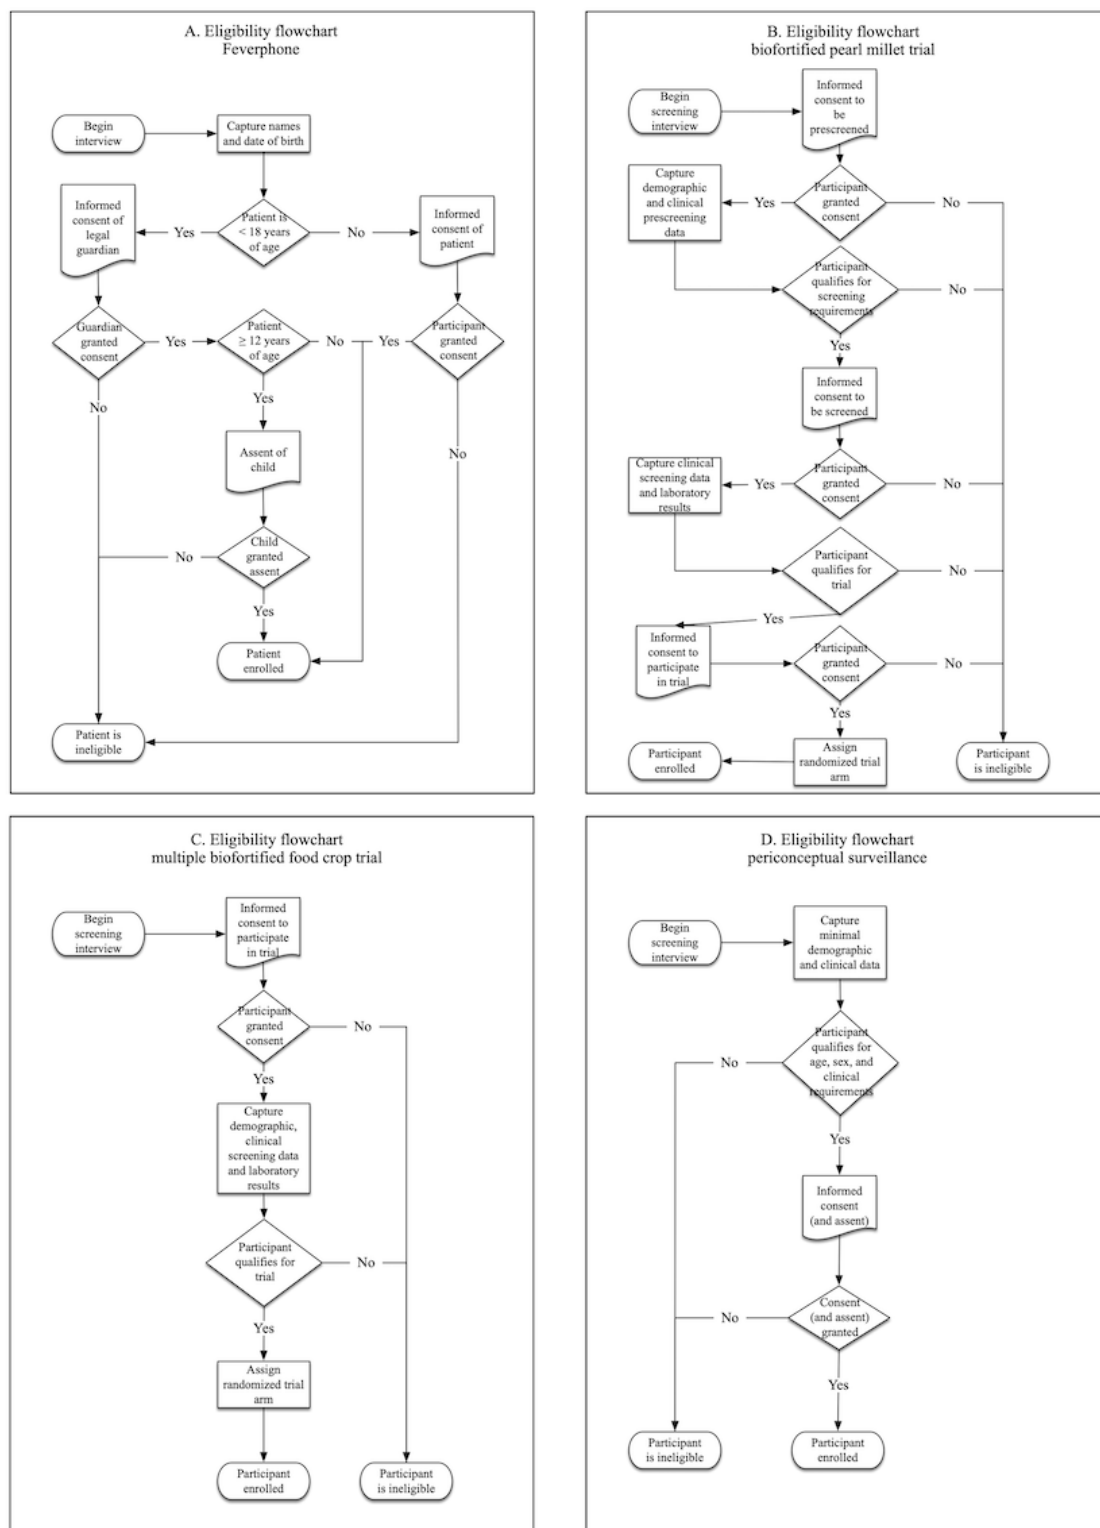 A. Eligibility flowchart
Feverphone
Begin
interview
Capture names
and date of birth
Patient is
< 18 years
of age
Yes
No
Informed
consent of
legal
guardian
Informed
consent
of patient
Guardian
granted
consent
Yes
Patient
≥ 12 years
of age
No
Yes
Participant
granted
consent
No
Yes
No
Assent of
child
Child
granted
assent
No
Yes
Patient
enrolled
Patient is
ineligible
B. Eligibility flowchart
biofortified pearl millet trial
Begin
screening
interview
Informed
consent to
be
prescreened
Capture
demographic
and clinical
prescreening
data
Yes
Participant
granted
consent
No
Participant
qualifies for
screening
requirements
No
Yes
Informed
consent to
be screened
Capture clinical
screening data
and laboratory
results
Yes
Participant
granted
consent
No
Participant
qualifies for
trial
No
Yes
Informed
consent to
participate
in trial
Participant
granted
consent
No
Yes
Participant
enrolled
Assign
randomized trial
arm
Participant
is ineligible
C. Eligibility flowchart
multiple biofortified food crop trial
Begin
screening
interview
Informed
consent to
participate
in trial
Participant
granted
consent
No
Yes
Capture
demographic,
clinical
screening data
and laboratory
results
Participant
qualifies for
trial
No
Yes
Assign
randomized trial
arm
Participant
enrolled
Participant
is ineligible
D. Eligibility flowchart
periconceptual surveillance
Begin
screening
interview
Capture
minimal
demographic
and clinical data
Participant
qualifies for
age, sex, and
clinical
requirements
No
Yes
Informed
consent
(and assent)
Consent
(and assent)
granted
No
Yes
Participant
is ineligible
Participant
enrolled